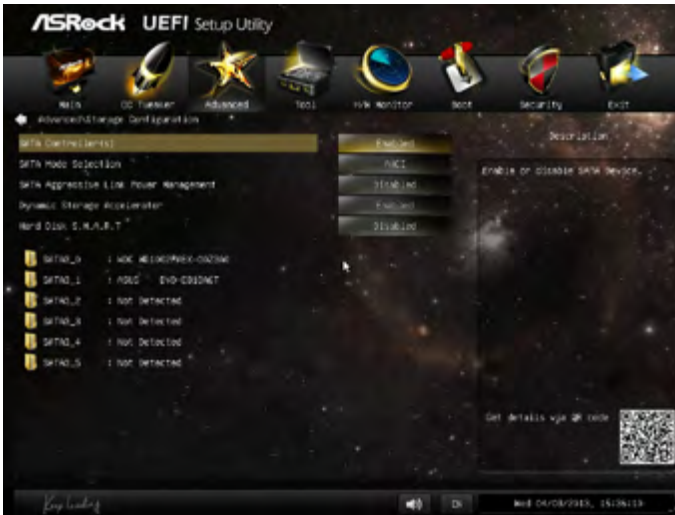 ASRock UEFI Setup Utility
Main OC Tweaker Advanced Tool H/W Monitor Boot Security Exit
Advanced\Storage Configuration
Description
SATA Controller(s) Enabled
SATA Mode Selection AHCI
Enable or disable SATA Device.
SATA Aggressive Link Power Management Disabled
Dynamic Storage Accelerator Enabled
Hard Disk S.M.A.R.T Disabled
SATA3_0 : WDC
SATA3_1 : ASUS
SATA3_2 : Not Detected
SATA3_3 : Not Detected
SATA3_4 : Not Detected
SATA3_5 : Not Detected
Get details via QR code
EN
Wed